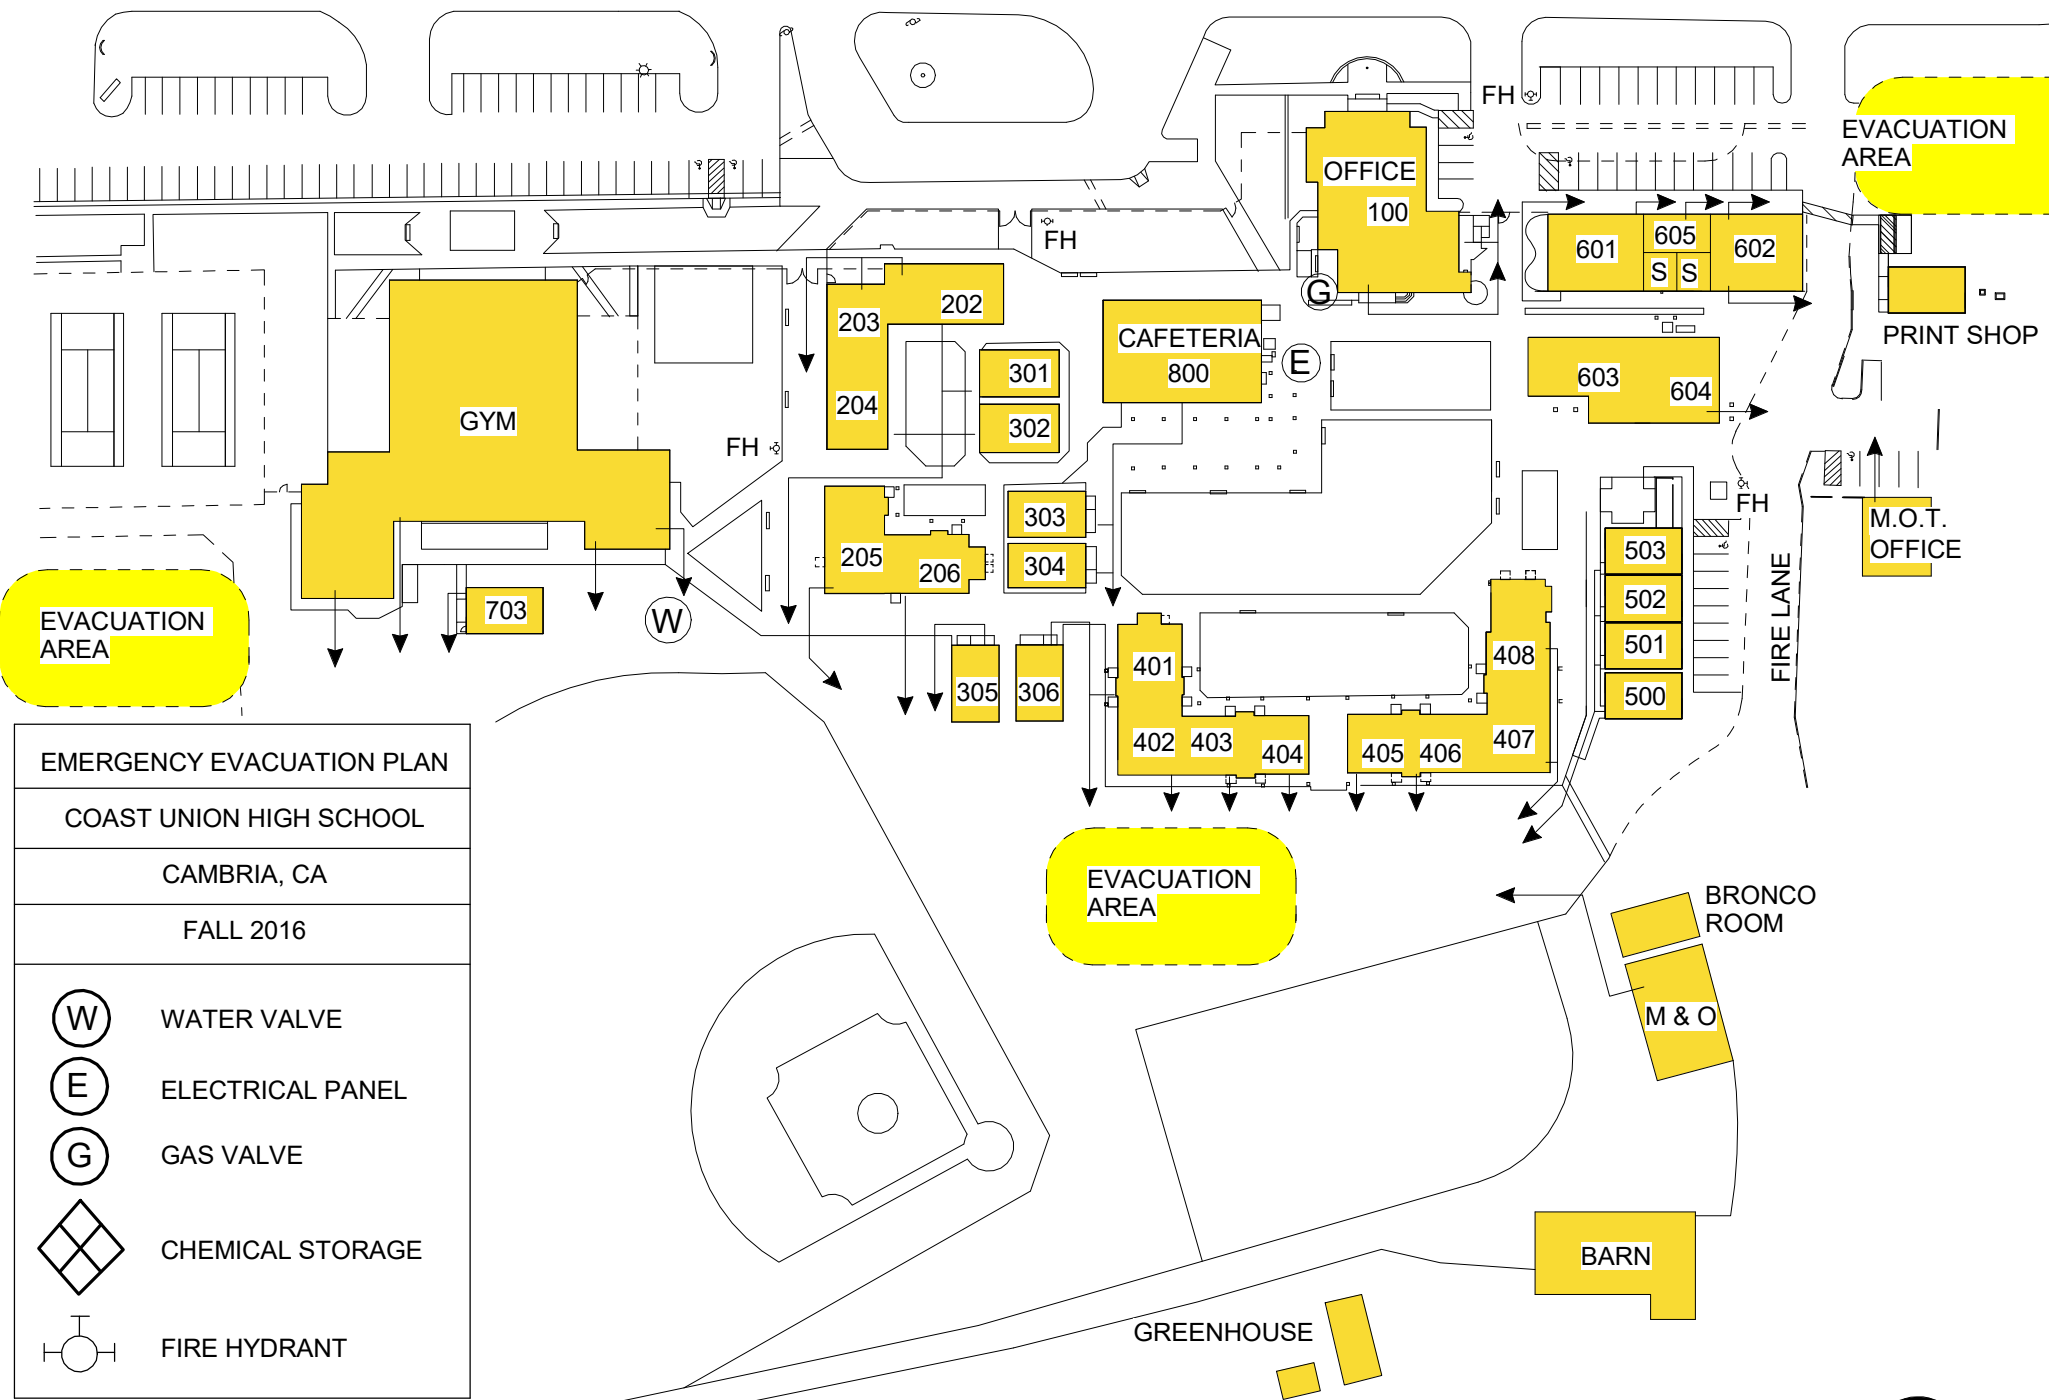 FH
EVACUATION
AREA
OFFICE
100
FH
601
605
602
S
S
G
202
203
204
301
302
CAFETERIA
800
E
603
604
PRINT SHOP
GYM
FH
303
304
205
206
FH
M.O.T.
OFFICE
503
502
501
500
FIRE LANE
703
W
EVACUATION
AREA
305
306
401
402
403
404
405
406
407
408
EVACUATION
AREA
BRONCO
ROOM
M & O
BARN
GREENHOUSE
EMERGENCY EVACUATION PLAN
COAST UNION HIGH SCHOOL
CAMBRIA, CA
FALL 2016
W WATER VALVE
E ELECTRICAL PANEL
G GAS VALVE
CHEMICAL STORAGE
FIRE HYDRANT